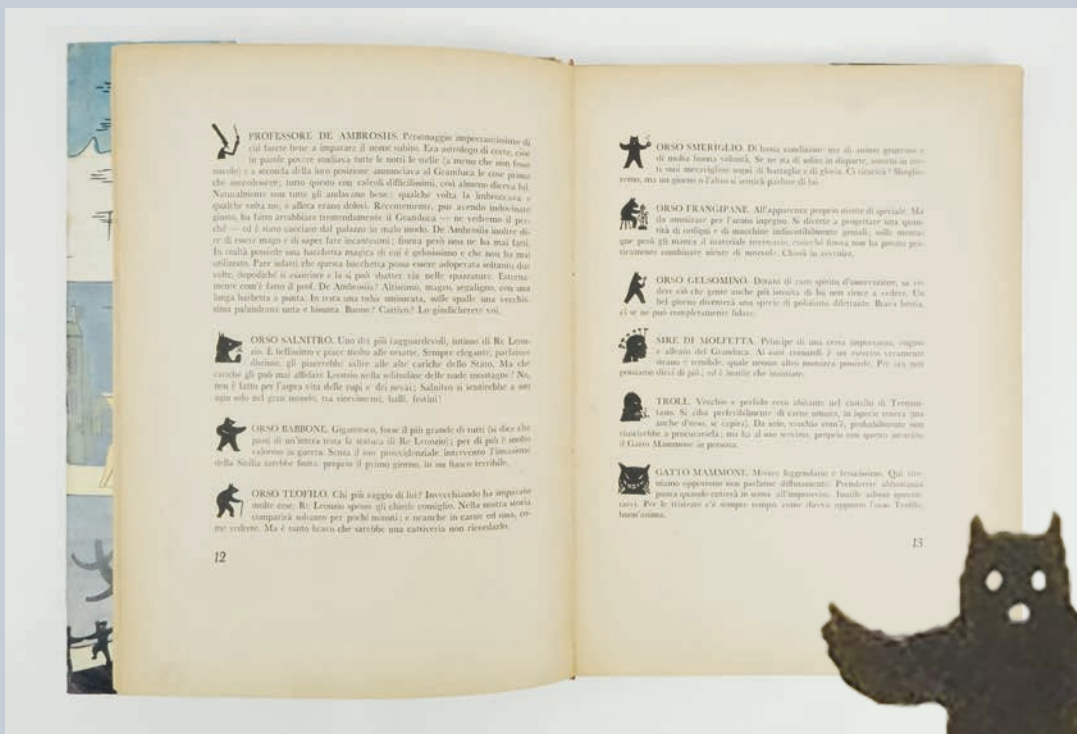 PROFESSORE DE AMBROSIIS. Personaggio importantissimo di
cui farete bene a imparare il nome subito. Era astrologo di corte, cioè
in parole povere studiava tutte le notti le stelle (a meno che non fosse
nuvolo) e a seconda della loro posizione annunciava al Granduca le cose prima
che succedessero; tutto questo con calcoli difficilissimi, così almeno diceva lui.
Naturalmente non tutte gli andavano bene: qualche volta la imbroccava e
qualche volta no; e allora erano dolori. Recentemente, pur avendo indovinato
giusto, ha fatto arrabbiare tremendamente il Granduca — ne vedremo il per-
ché — ed è stato cacciato dal palazzo in malo modo. De Ambrosiis inoltre di-
ce di essere mago e di saper fare incantesimi; finora però non ne ha mai fatti.
In realtà possiede una bacchetta magica di cui è gelosissimo e che non ha mai
utilizzato. Pare infatti che questa bacchetta possa essere adoperata soltanto due
volte, dopodiché si esaurisce e la si può sbatter via nelle spazzature. Esterna-
mente com'è fatto il prof. De Ambrosiis? Altissimo, magro, segaligno, con una
lunga barbetta a punta. In testa una tuba smisurata, sulle spalle una vecchis-
sima palandrana unta e bisunta. Buono? Cattivo? Lo giudicherete voi.
ORSO SALNITRO. Uno dei più ragguardevoli, intimo di Re Leon-
zio. È bellissimo e piace molto alle orsatte. Sempre elegante, parlatore
distinto, gli piacerebbe salire alle alte cariche dello Stato. Ma che
cariche gli può mai affidare Leonzio nella solitudine delle nude montagne? No,
non è fatto per l'aspra vita delle rupi e dei nevai; Salnitro si sentirebbe a suo
agio solo nel gran mondo, tra ricevimenti, balli, festini!
ORSO BABBONE. Gigantesco, forse il più grande di tutti (si dice che
passi di un'intera testa la statura di Re Leonzio); per di più è molto
valoroso in guerra. Senza il suo provvidenziale intervento l'invasione
della Sicilia sarebbe finita, proprio il primo giorno, in un fiasco terribile.
ORSO TEOFILO. Chi più saggio di lui? Invecchiando ha imparato
molte cose. Re Leonzio spesso gli chiede consiglio. Nella nostra storia
comparirà soltanto per pochi minuti; e neanche in carne ed ossa, co-
me vedrete. Ma è tanto bravo che sarebbe una cattiveria non ricordarlo.
12
ORSO SMERIGLIO. Di bassa condizione ma di animo generoso e
di molta buona volontà. Se ne sta di solito in disparte, assorto in cer-
ti suoi meravigliosi sogni di battaglie e di gloria. Ci riuscirà? Sbaglie-
remo, ma un giorno o l'altro si sentirà parlare di lui.
ORSO FRANGIPANE. All'apparenza proprio niente di speciale. Ma
da ammirare per l'acuto ingegno. Si diverte a progettare una quan-
tità di ordigni e di macchine indiscutibilmente geniali; sulle monta-
gne però gli manca il materiale necessario, cosicché finora non ha potuto pra-
ticamente combinare niente di notevole. Chissà in avvenire.
ORSO GELSOMINO. Dotato di raro spirito d'osservazione, sa ve-
dere ciò che gente anche più istruita di lui non riesce a vedere. Un
bel giorno diventerà una specie di poliziotto dilettante. Brava bestia,
ci se ne può completamente fidare.
SIRE DI MOLFETTA. Principe di una certa importanza, cugino
e alleato del Granduca. Ai suoi comandi è un esercito veramente
strano e terribile, quale nessun altro monarca possiede. Per ora non
possiamo dirvi di più, ed è inutile che insistiate.
TROLL. Vecchio e perfido orco abitante nel castello di Tremon-
tano. Si ciba preferibilmente di carne umana, in ispecie tenera (ma
anche d'orso, se capita). Da solo, vecchio com'è, probabilmente non
riuscirebbe a procurarsela; ma ha al suo servizio, proprio con questo incarico,
il Gatto Mammone in persona.
GATTO MAMMONE. Mostro leggendario e ferocissimo. Qui rite-
niamo opportuno non parlarne diffusamente. Prenderete abbastanza
paura quando entrerà in scena all'improvviso. Inutile adesso spaven-
tarvi. Per le tristezze c'è sempre tempo, come diceva appunto l'orso Teofilo,
buon'anima.
13